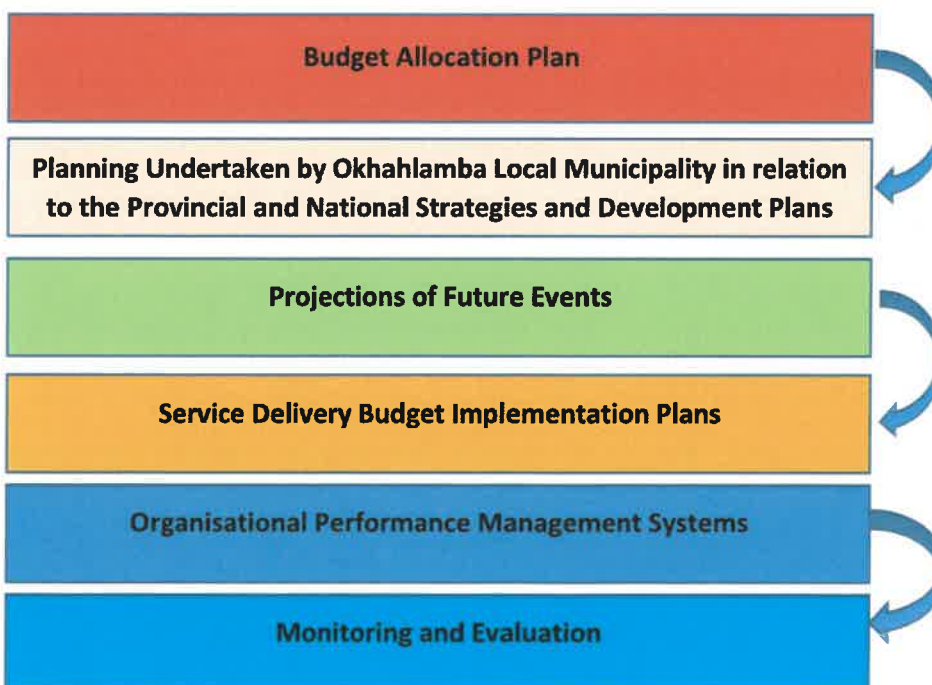 Budget Allocation Plan
Planning Undertaken by Okhahlamba Local Municipality in relation
to the Provincial and National Strategies and Development Plans
Projections of Future Events
Service Delivery Budget Implementation Plans
Organisational Performance Management Systems
Monitoring and Evaluation